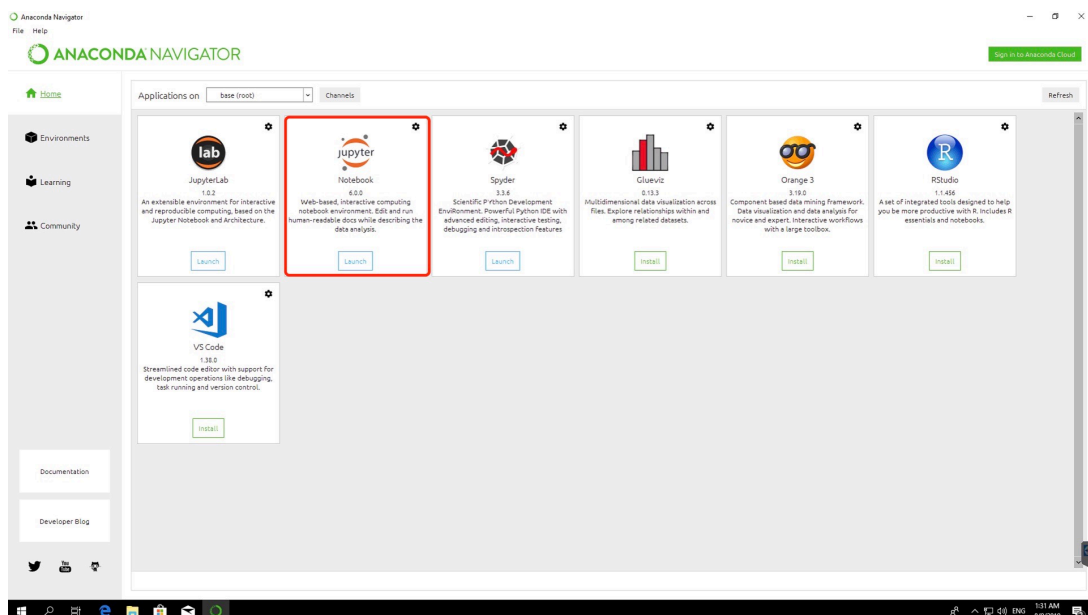 Anaconda Navigator
File Help
ANACONDA NAVIGATOR
Sign in to Anaconda Cloud
Home
Environments
Learning
Community
Documentation
Developer Blog
You
Tube
Applications on base (root) Channels Refresh
lab
JupyterLab
1.0.2
An extensible environment for interactive
and reproducible computing, based on the
Jupyter Notebook and Architecture.
Launch
jupyter
Notebook
6.0.0
Web-based, interactive computing
notebook environment. Edit and run
human-readable docs while describing the
data analysis.
Launch
Spyder
3.3.6
Scientific PYthon Development
EnviRonment. Powerful Python IDE with
advanced editing, interactive testing,
debugging and introspection features
Launch
Glueviz
0.13.3
Multidimensional data visualization across
files. Explore relationships within and
among related datasets.
Install
Orange 3
3.19.0
Component based data mining framework.
Data visualization and data analysis for
novice and expert. Interactive workflows
with a large toolbox.
Install
R
RStudio
1.1.456
A set of integrated tools designed to help
you be more productive with R. Includes R
essentials and notebooks.
Install
VS Code
1.38.0
Streamlined code editor with support for
development operations like debugging,
task running and version control.
Install
ENG
1:31 AM